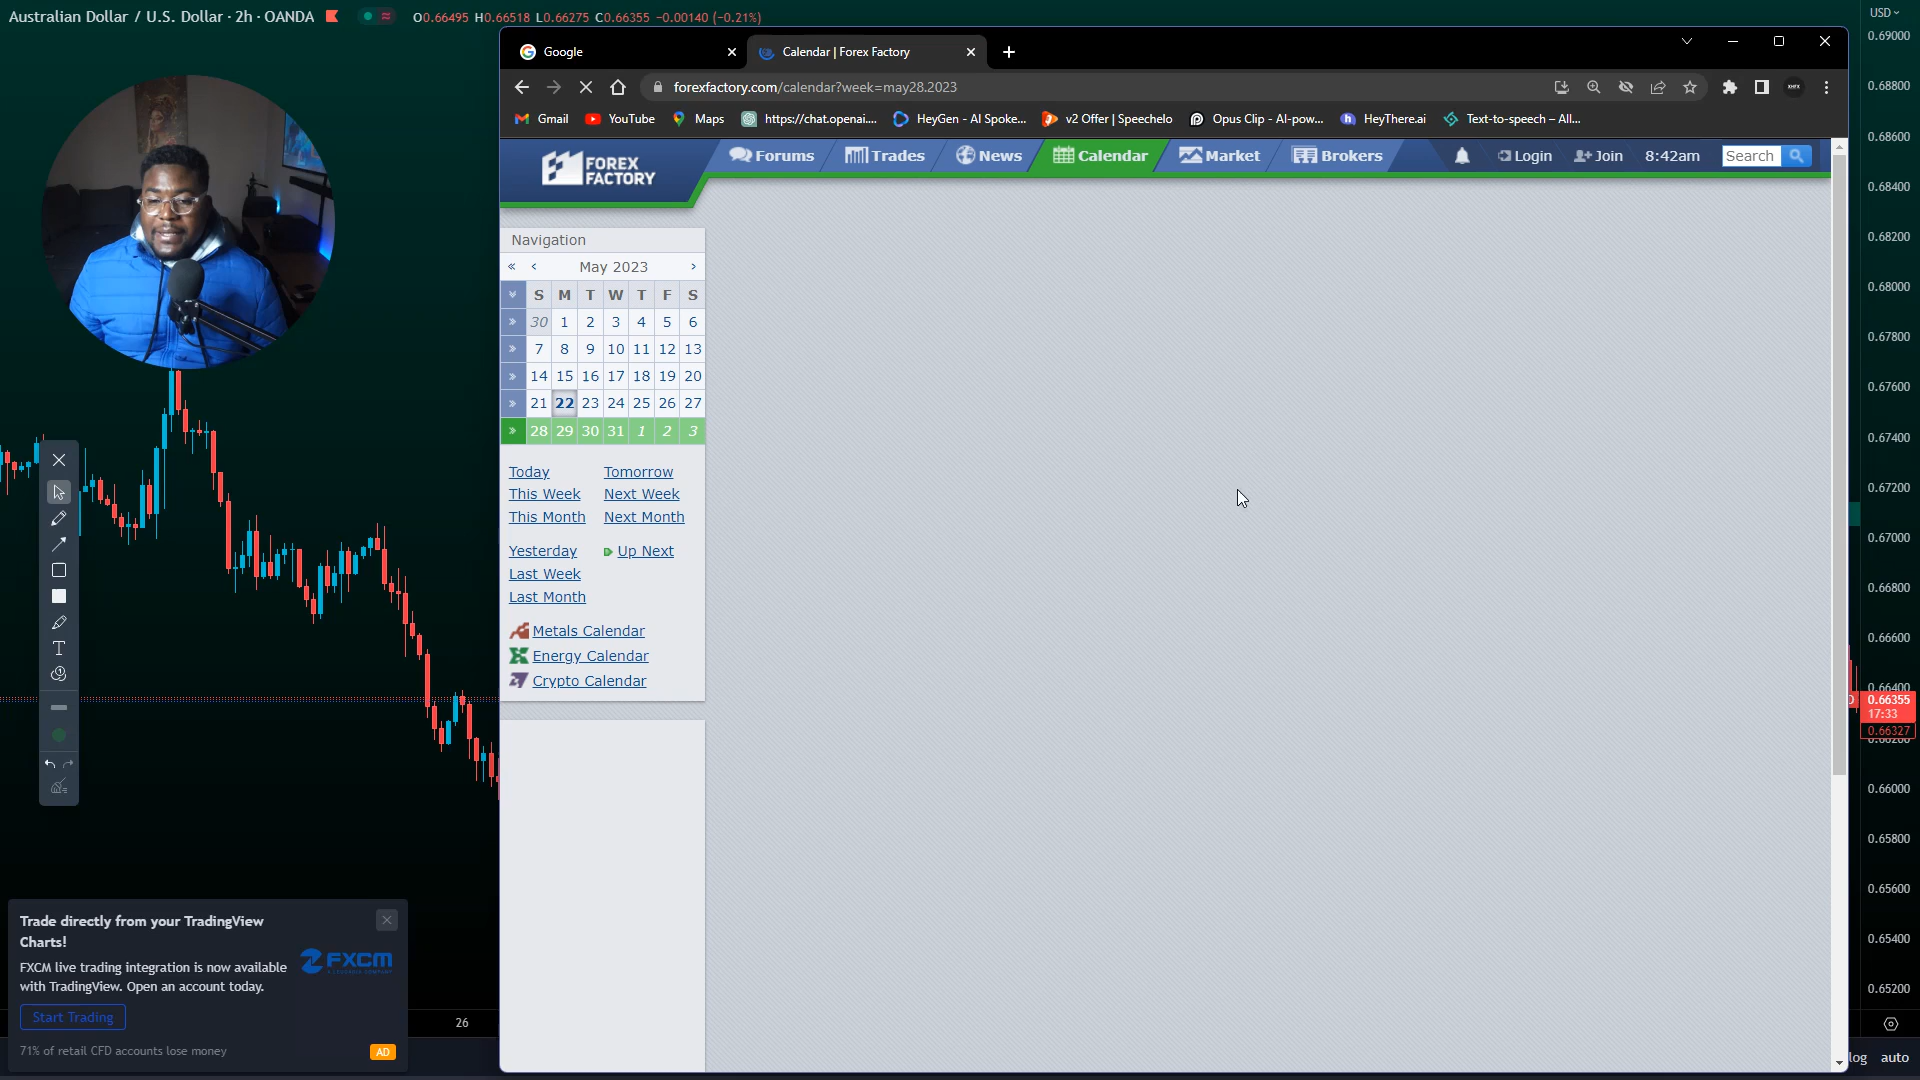 Australian Dollar / U.S. Dollar · 2h · OANDA
O0.66495 H0.66518 L0.66275 C0.66355 −0.00140 (−0.21%)
USD
Google
Calendar | Forex Factory
forexfactory.com/calendar?week=may28.2023
Gmail
YouTube
Maps
https://chat.openai....
HeyGen - AI Spoke...
v2 Offer | Speechelo
Opus Clip - AI-pow...
HeyThere.ai
Text-to-speech – All...
FOREX
FACTORY
Forums
Trades
News
Calendar
Market
Brokers
Login
Join
8:42am
Search
Navigation
« ‹ May 2023 ›
S M T W T F S
» 30 1 2 3 4 5 6
» 7 8 9 10 11 12 13
» 14 15 16 17 18 19 20
» 21 22 23 24 25 26 27
» 28 29 30 31 1 2 3
Today Tomorrow
This Week Next Week
This Month Next Month
Yesterday Up Next
Last Week
Last Month
Metals Calendar
Energy Calendar
Crypto Calendar
0.69000
0.68800
0.68600
0.68400
0.68200
0.68000
0.67800
0.67600
0.67400
0.67200
0.67000
0.66800
0.66600
0.66400
0.66355
17:33
0.66327
0.66000
0.65800
0.65600
0.65400
0.65200
Trade directly from your TradingView
Charts!
FXCM live trading integration is now available
with TradingView. Open an account today.
FXCM
Start Trading
71% of retail CFD accounts lose money
AD
26
log auto